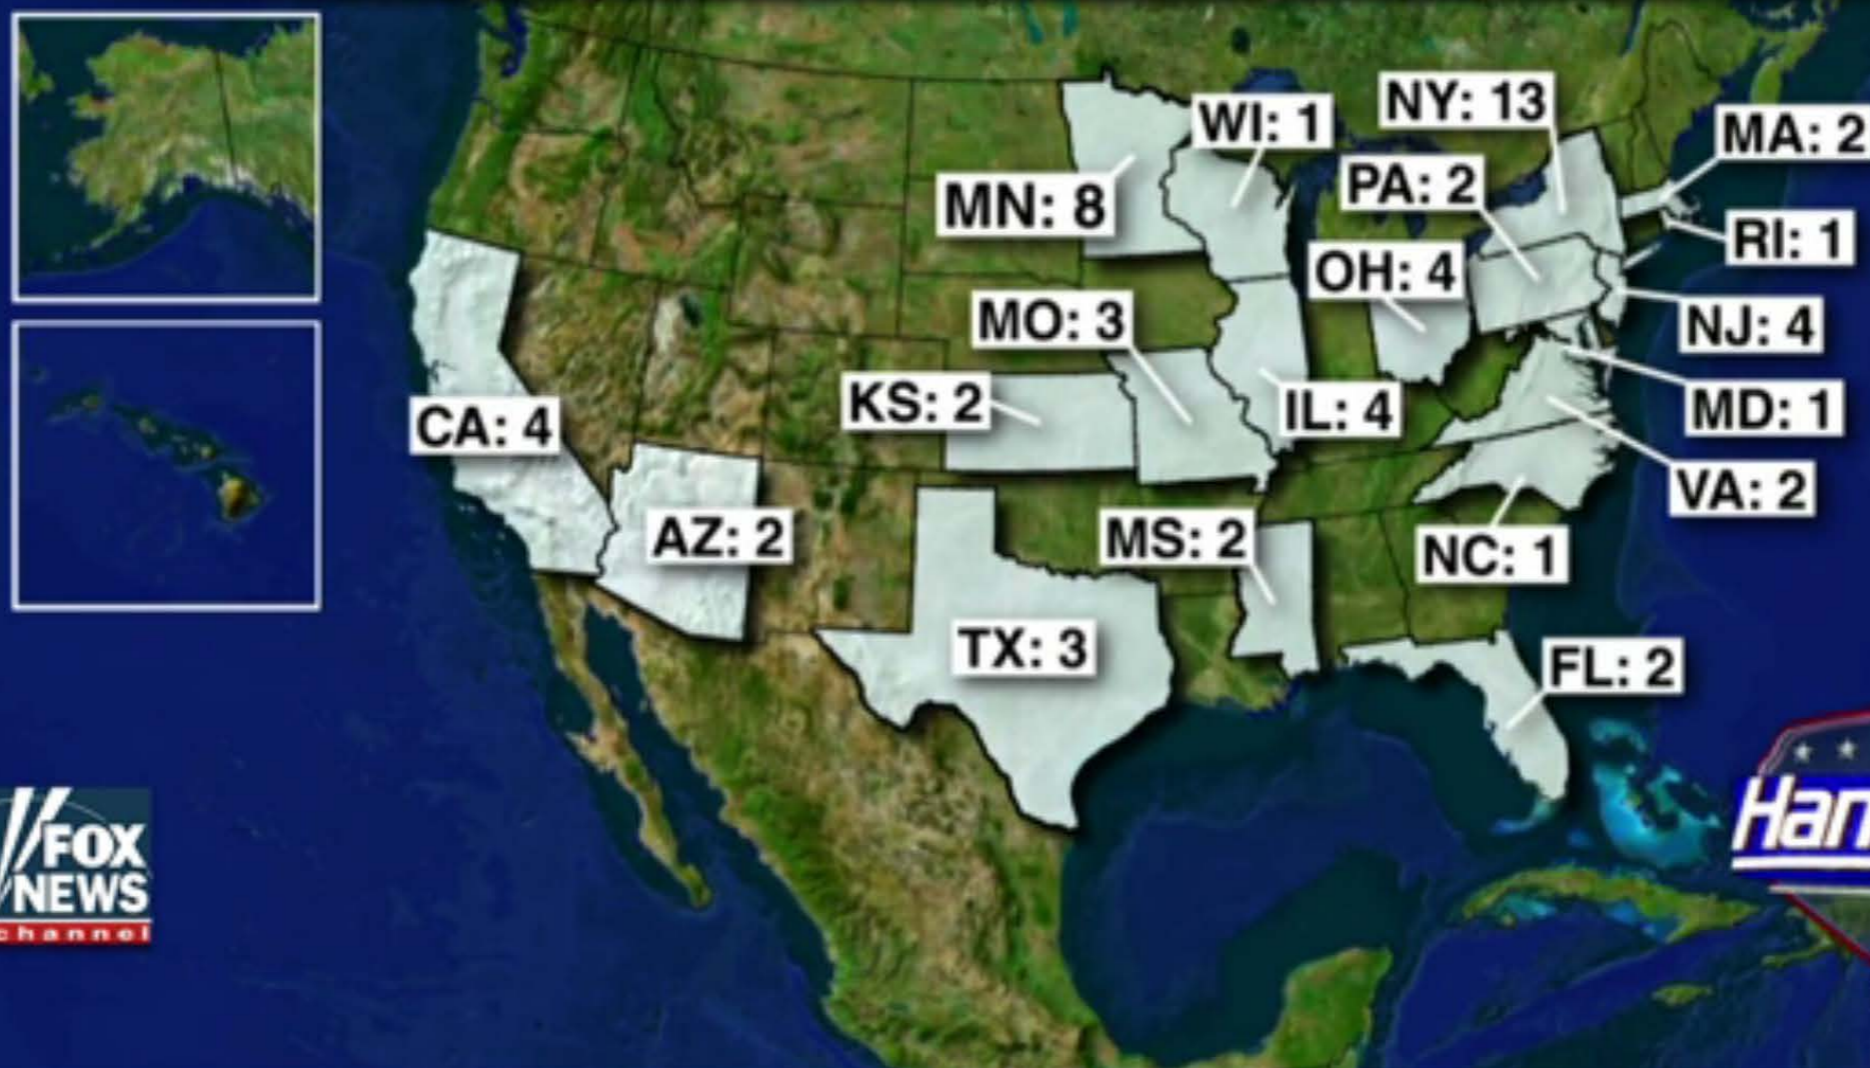 NY: 13
WI: 1
MA: 2
PA: 2
MN: 8
RI: 1
OH: 4
MO: 3
NJ: 4
KS: 2
IL: 4
MD: 1
CA: 4
VA: 2
AZ: 2
MS: 2
NC: 1
TX: 3
FL: 2
Han
FOX
NEWS
channel